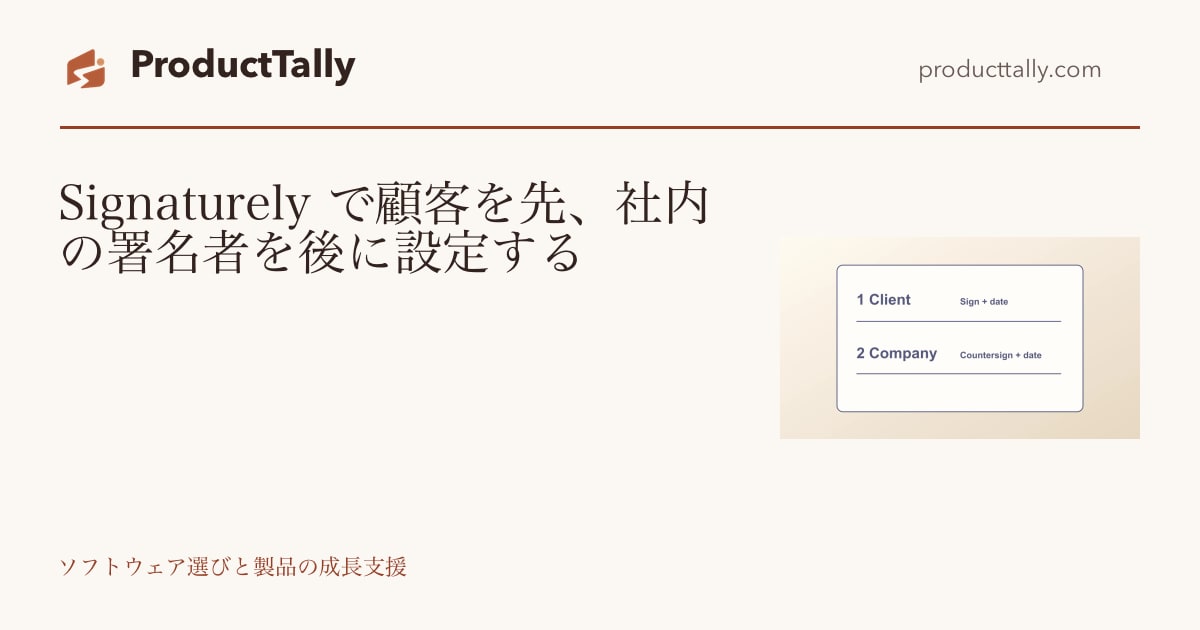 ProductTally
producttally.com
Signaturely で顧客を先、社内
の署名者を後に設定する
1 Client
Sign + date
2 Company
Countersign + date
ソフトウェア選びと製品の成長支援